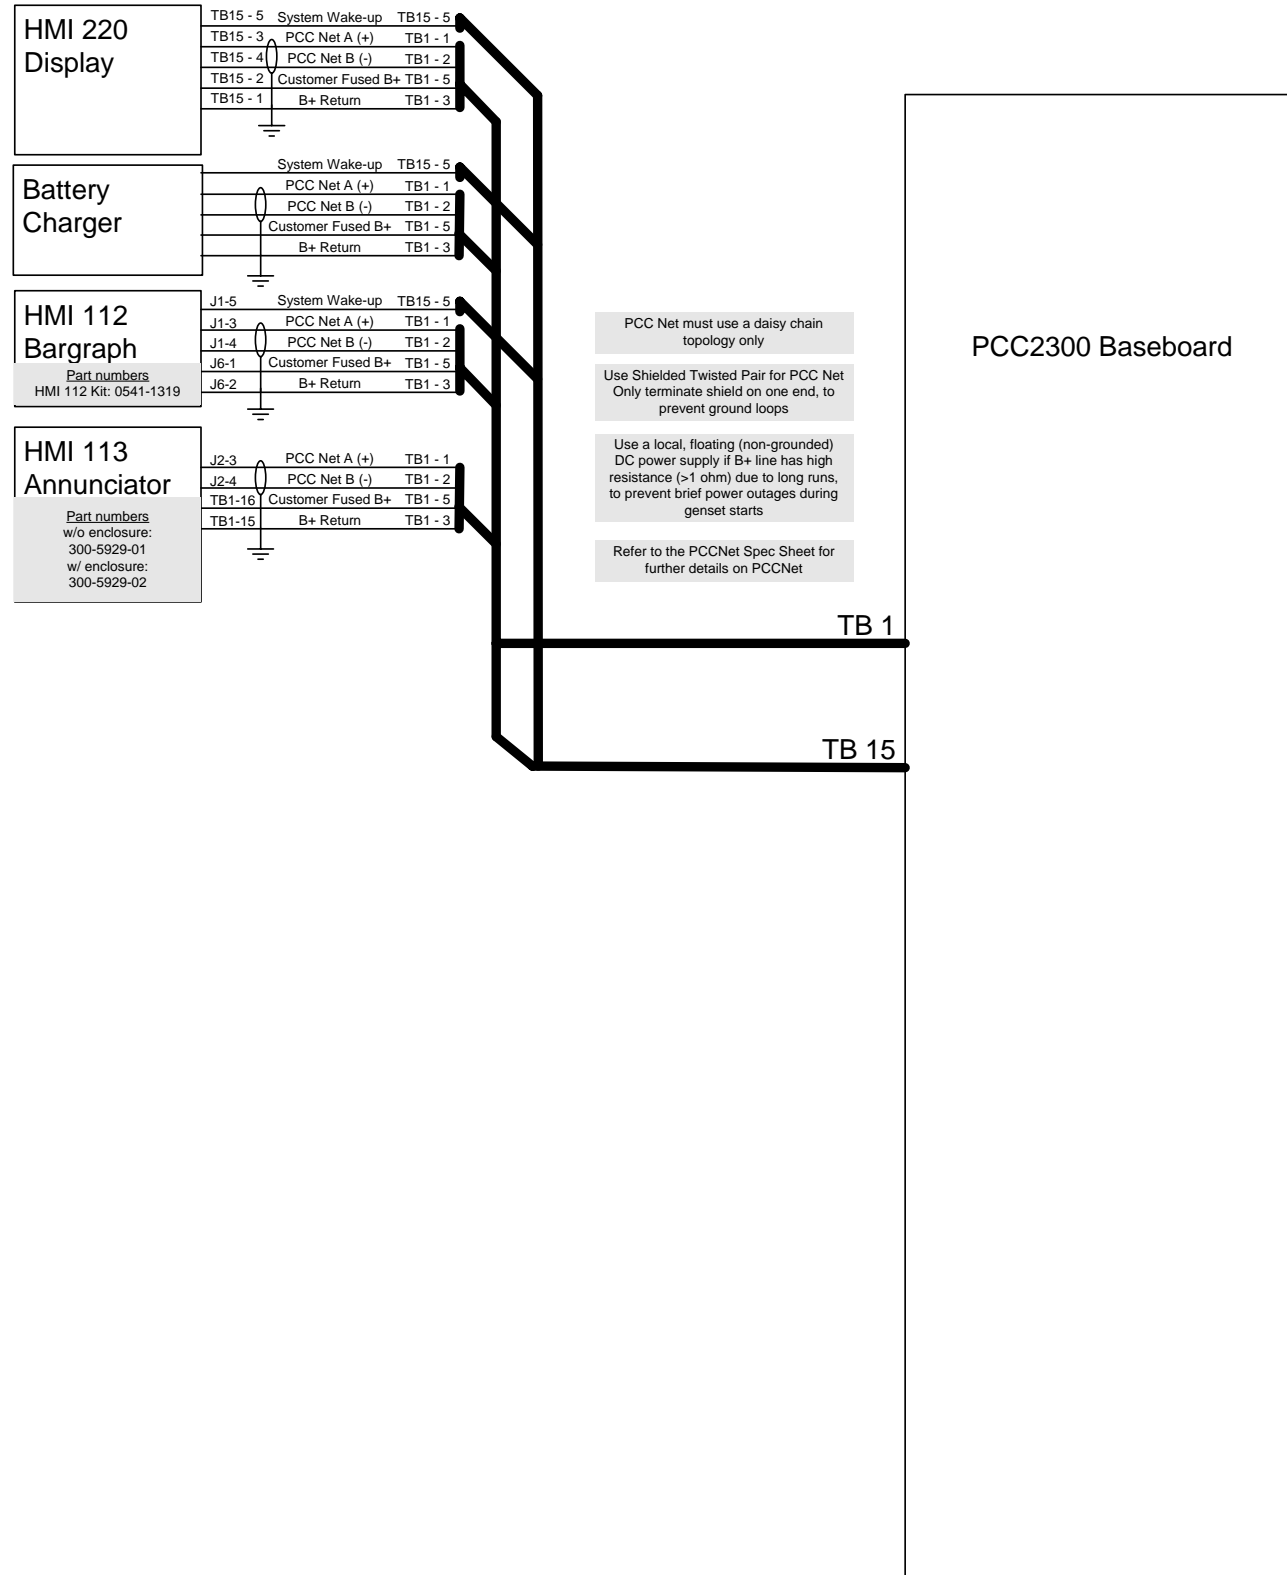 HMI 220
Display
TB15 - 5 System Wake-up TB15 - 5
TB15 - 3 PCC Net A (+) TB1 - 1
TB15 - 4 PCC Net B (-) TB1 - 2
TB15 - 2 Customer Fused B+ TB1 - 5
TB15 - 1 B+ Return TB1 - 3
Battery
Charger
System Wake-up TB15 - 5
PCC Net A (+) TB1 - 1
PCC Net B (-) TB1 - 2
Customer Fused B+ TB1 - 5
B+ Return TB1 - 3
HMI 112
Bargraph
Part numbers
HMI 112 Kit: 0541-1319
J1-5 System Wake-up TB15 - 5
J1-3 PCC Net A (+) TB1 - 1
J1-4 PCC Net B (-) TB1 - 2
J6-1 Customer Fused B+ TB1 - 5
J6-2 B+ Return TB1 - 3
HMI 113
Annunciator
Part numbers
w/o enclosure:
300-5929-01
w/ enclosure:
300-5929-02
J2-3 PCC Net A (+) TB1 - 1
J2-4 PCC Net B (-) TB1 - 2
TB1-16 Customer Fused B+ TB1 - 5
TB1-15 B+ Return TB1 - 3
PCC Net must use a daisy chain
topology only
Use Shielded Twisted Pair for PCC Net
Only terminate shield on one end, to
prevent ground loops
Use a local, floating (non-grounded)
DC power supply if B+ line has high
resistance (>1 ohm) due to long runs,
to prevent brief power outages during
genset starts
Refer to the PCCNet Spec Sheet for
further details on PCCNet
TB 1
TB 15
PCC2300 Baseboard